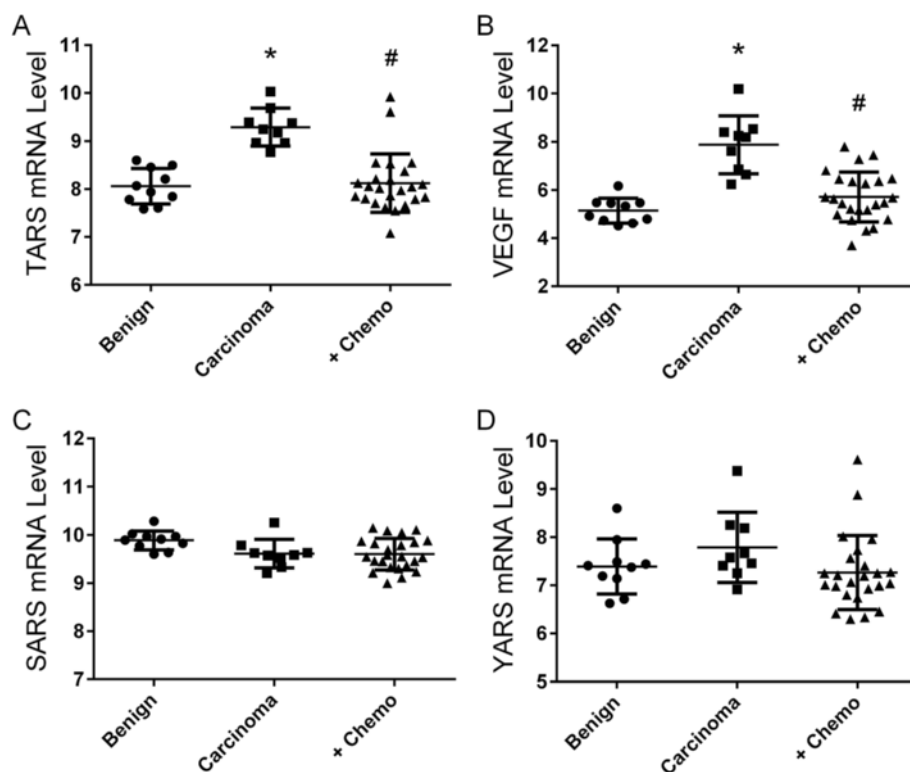 A
TARS mRNA Level
11
10
9
8
7
6
*
#
Benign
Carcinoma
+ Chemo
B
VEGF mRNA Level
12
10
8
6
4
2
*
#
Benign
Carcinoma
+ Chemo
C
SARS mRNA Level
12
11
10
9
8
7
Benign
Carcinoma
+ Chemo
D
YARS mRNA Level
10
9
8
7
6
5
Benign
Carcinoma
+ Chemo